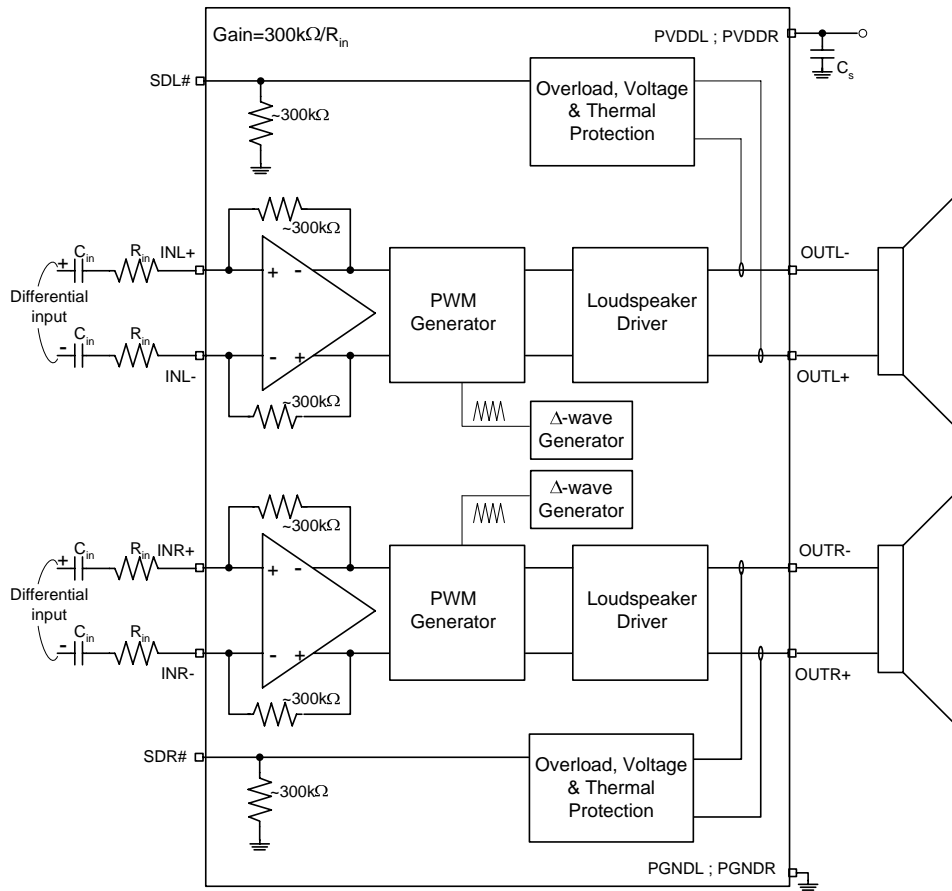 Gain=300kΩ/Rin
PVDDL ; PVDDR
Cs
SDL#
~300kΩ
Overload, Voltage
& Thermal
Protection
~300kΩ
Cin
Rin
INL+
+
+
-
OUTL-
Differential
input
PWM
Generator
Loudspeaker
Driver
-
Cin
Rin
INL-
-
+
OUTL+
~300kΩ
Δ-wave
Generator
Δ-wave
Generator
~300kΩ
Cin
Rin
INR+
+
+
-
OUTR-
Differential
input
PWM
Generator
Loudspeaker
Driver
-
Cin
Rin
INR-
-
+
OUTR+
~300kΩ
SDR#
~300kΩ
Overload, Voltage
& Thermal
Protection
PGNDL ; PGNDR